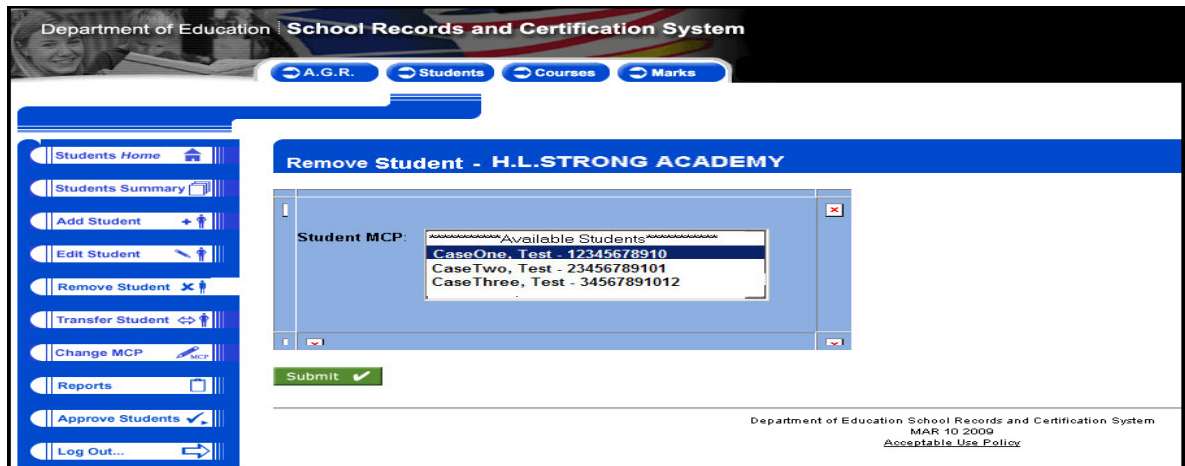 Department of Education School Records and Certification System
A.G.R. Students Courses Marks
Students Home
Students Summary
Add Student
Edit Student
Remove Student
Transfer Student
Change MCP MCP
Reports
Approve Students
Log Out...
Remove Student - H.L.STRONG ACADEMY
Student MCP:
************Available Students************
CaseOne, Test - 12345678910
CaseTwo, Test - 23456789101
CaseThree, Test - 34567891012
Submit
Department of Education School Records and Certification System
MAR 10 2009
Acceptable Use Policy